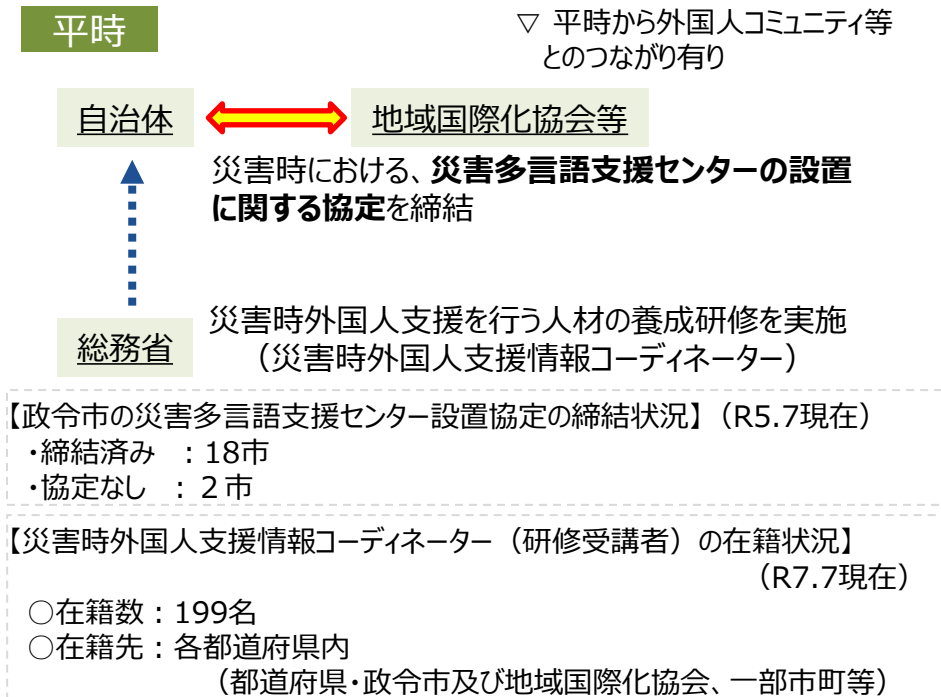 平時
▽ 平時から外国人コミュニティ等
とのつながり有り
自治体
地域国際化協会等
災害時における、災害多言語支援センターの設置
に関する協定を締結
総務省
災害時外国人支援を行う人材の養成研修を実施
（災害時外国人支援情報コーディネーター）
【政令市の災害多言語支援センター設置協定の締結状況】（R5.7現在）
・締結済み ：18市
・協定なし ：２市
【災害時外国人支援情報コーディネーター（研修受講者）の在籍状況】
（R7.7現在）
○在籍数：199名
○在籍先：各都道府県内
（都道府県・政令市及び地域国際化協会、一部市町等）